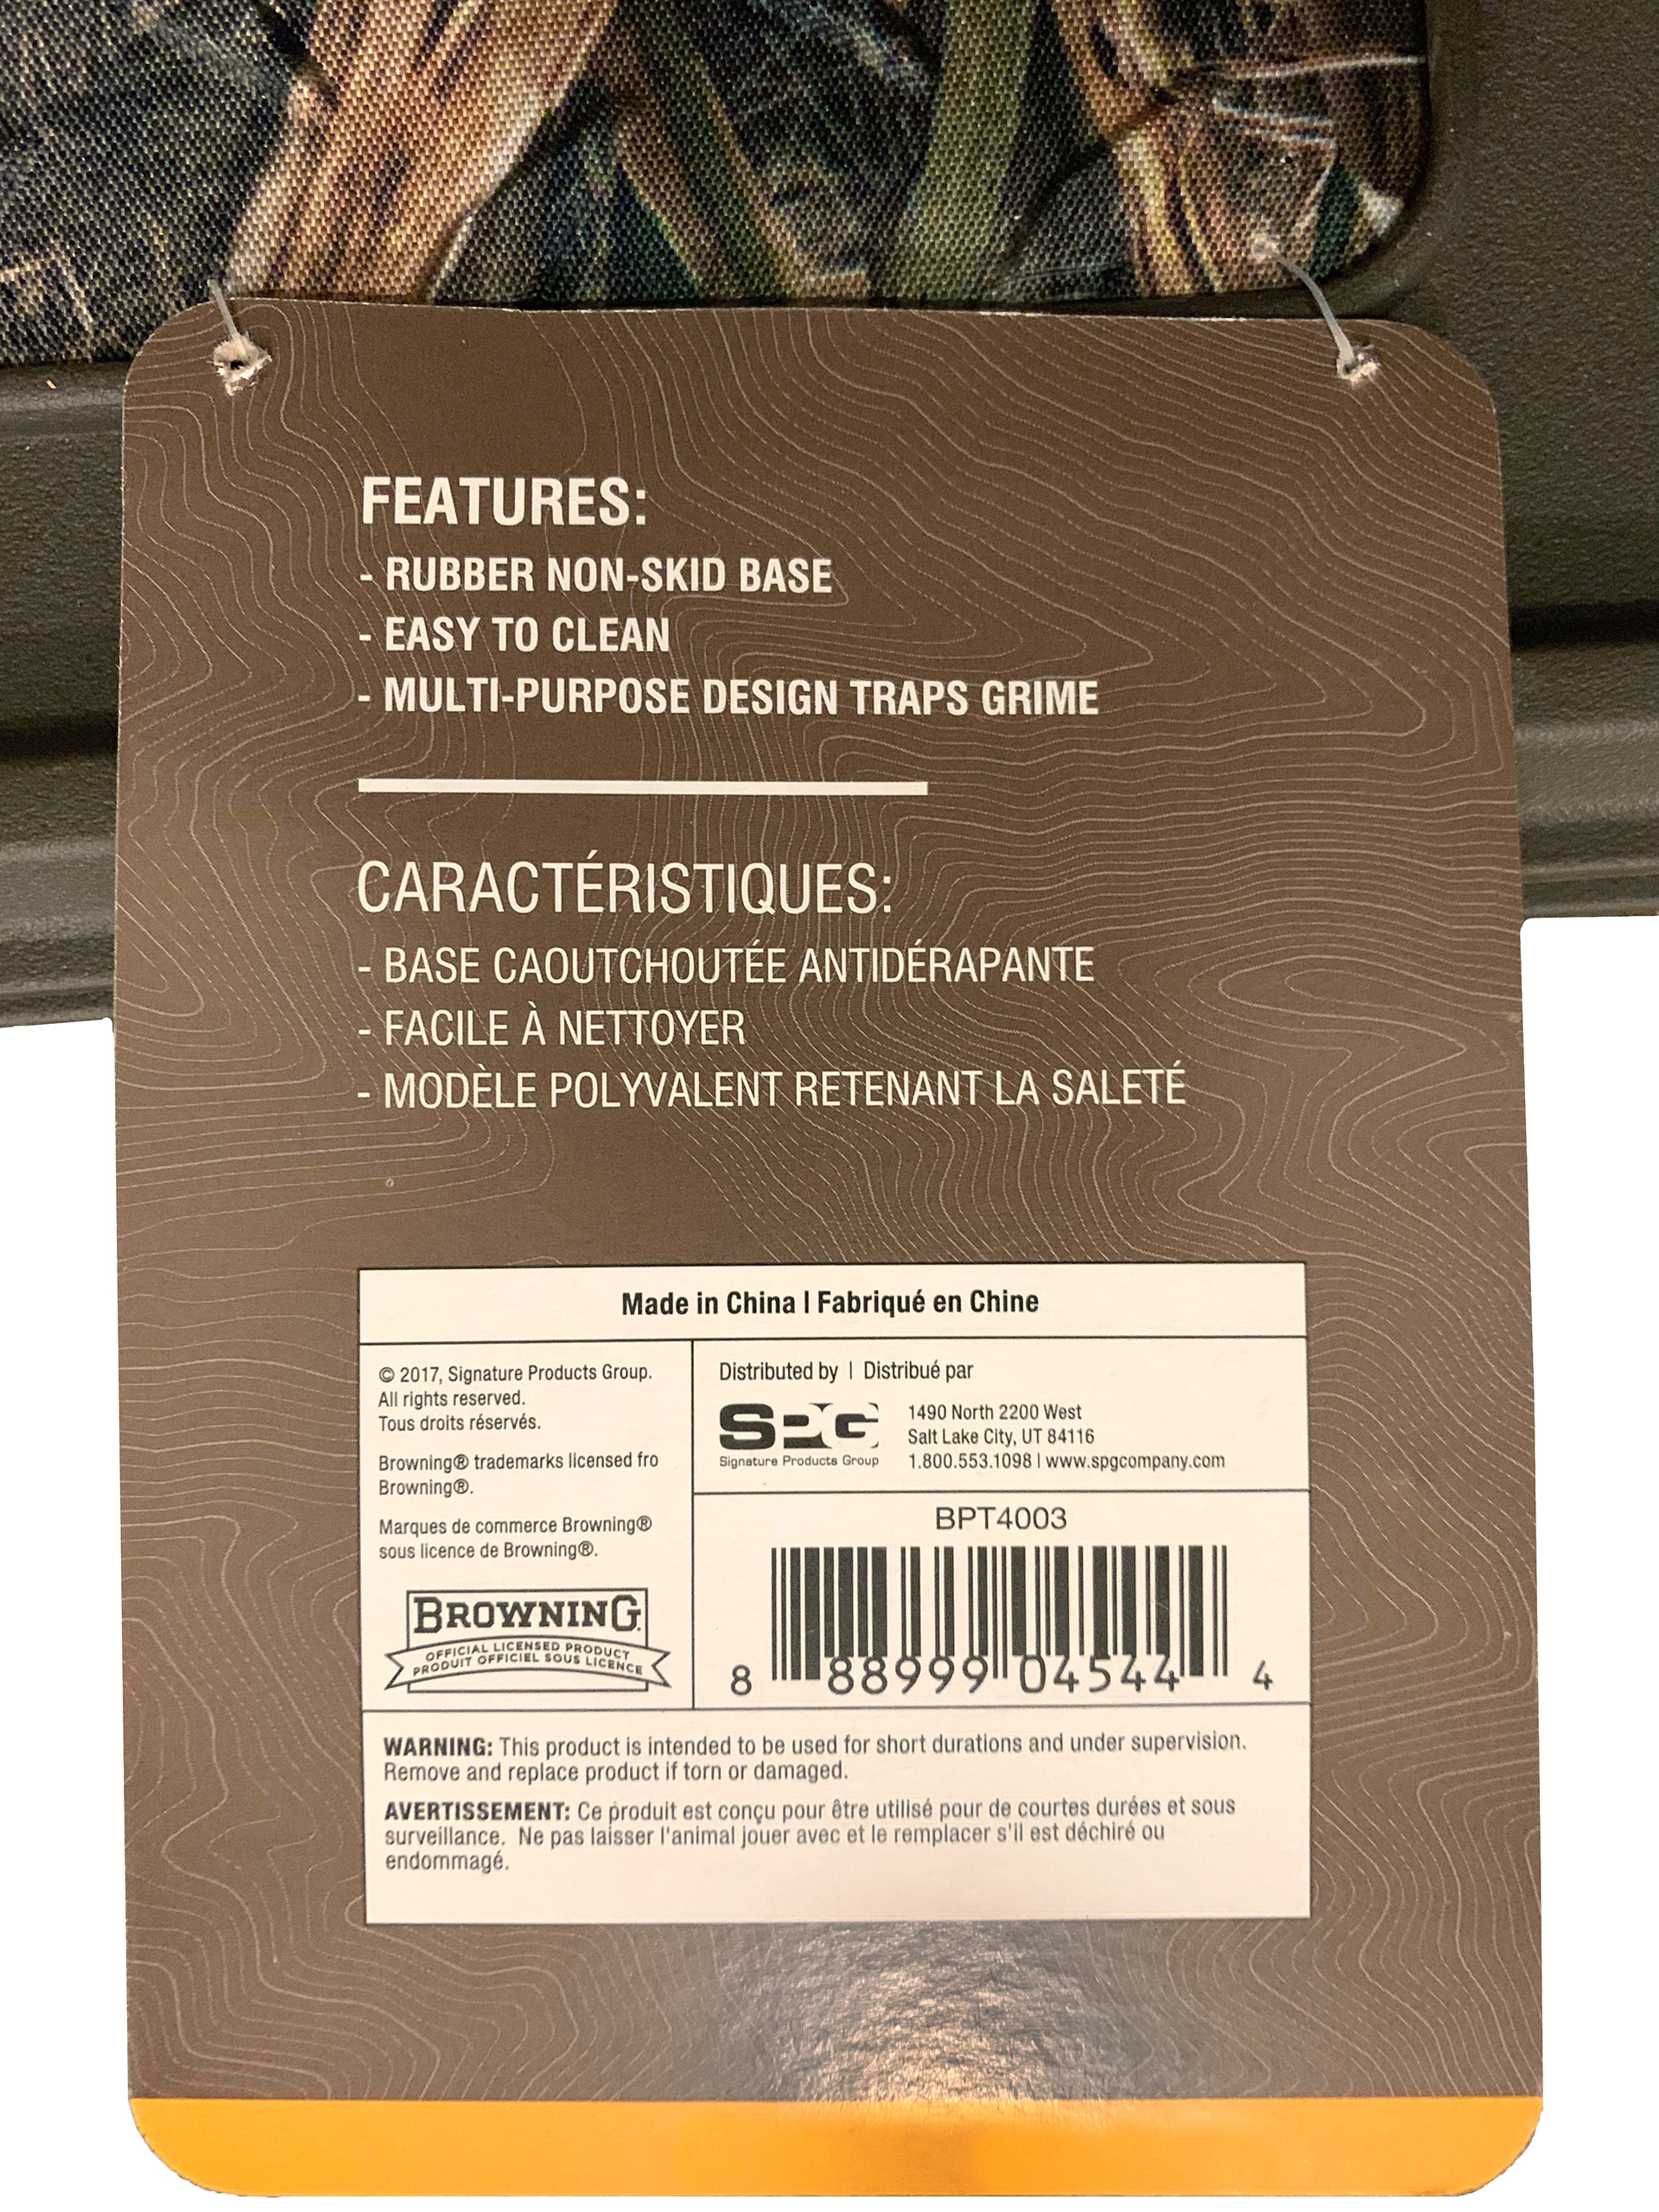 FEATURES:
- RUBBER NON-SKID BASE
- EASY TO CLEAN
- MULTI-PURPOSE DESIGN TRAPS GRIME
CARACTÉRISTIQUES:
- BASE CAOUTCHOUTÉE ANTIDÉRAPANTE
- FACILE À NETTOYER
- MODÈLE POLYVALENT RETENANT LA SALETÉ
Made in China | Fabriqué en Chine
© 2017, Signature Products Group.
All rights reserved.
Tous droits réservés.
Browning® trademarks licensed fro
Browning®.
Marques de commerce Browning®
sous licence de Browning®.
BROWNING
OFFICIAL LICENSED PRODUCT
PRODUIT OFFICIEL SOUS LICENCE
Distributed by | Distribué par
SPG
Signature Products Group
1490 North 2200 West
Salt Lake City, UT 84116
1.800.553.1098 | www.spgcompany.com
BPT4003
8 88999 04544 4
WARNING: This product is intended to be used for short durations and under supervision.
Remove and replace product if torn or damaged.
AVERTISSEMENT: Ce produit est conçu pour être utilisé pour de courtes durées et sous
surveillance. Ne pas laisser l'animal jouer avec et le remplacer s'il est déchiré ou
endommagé.